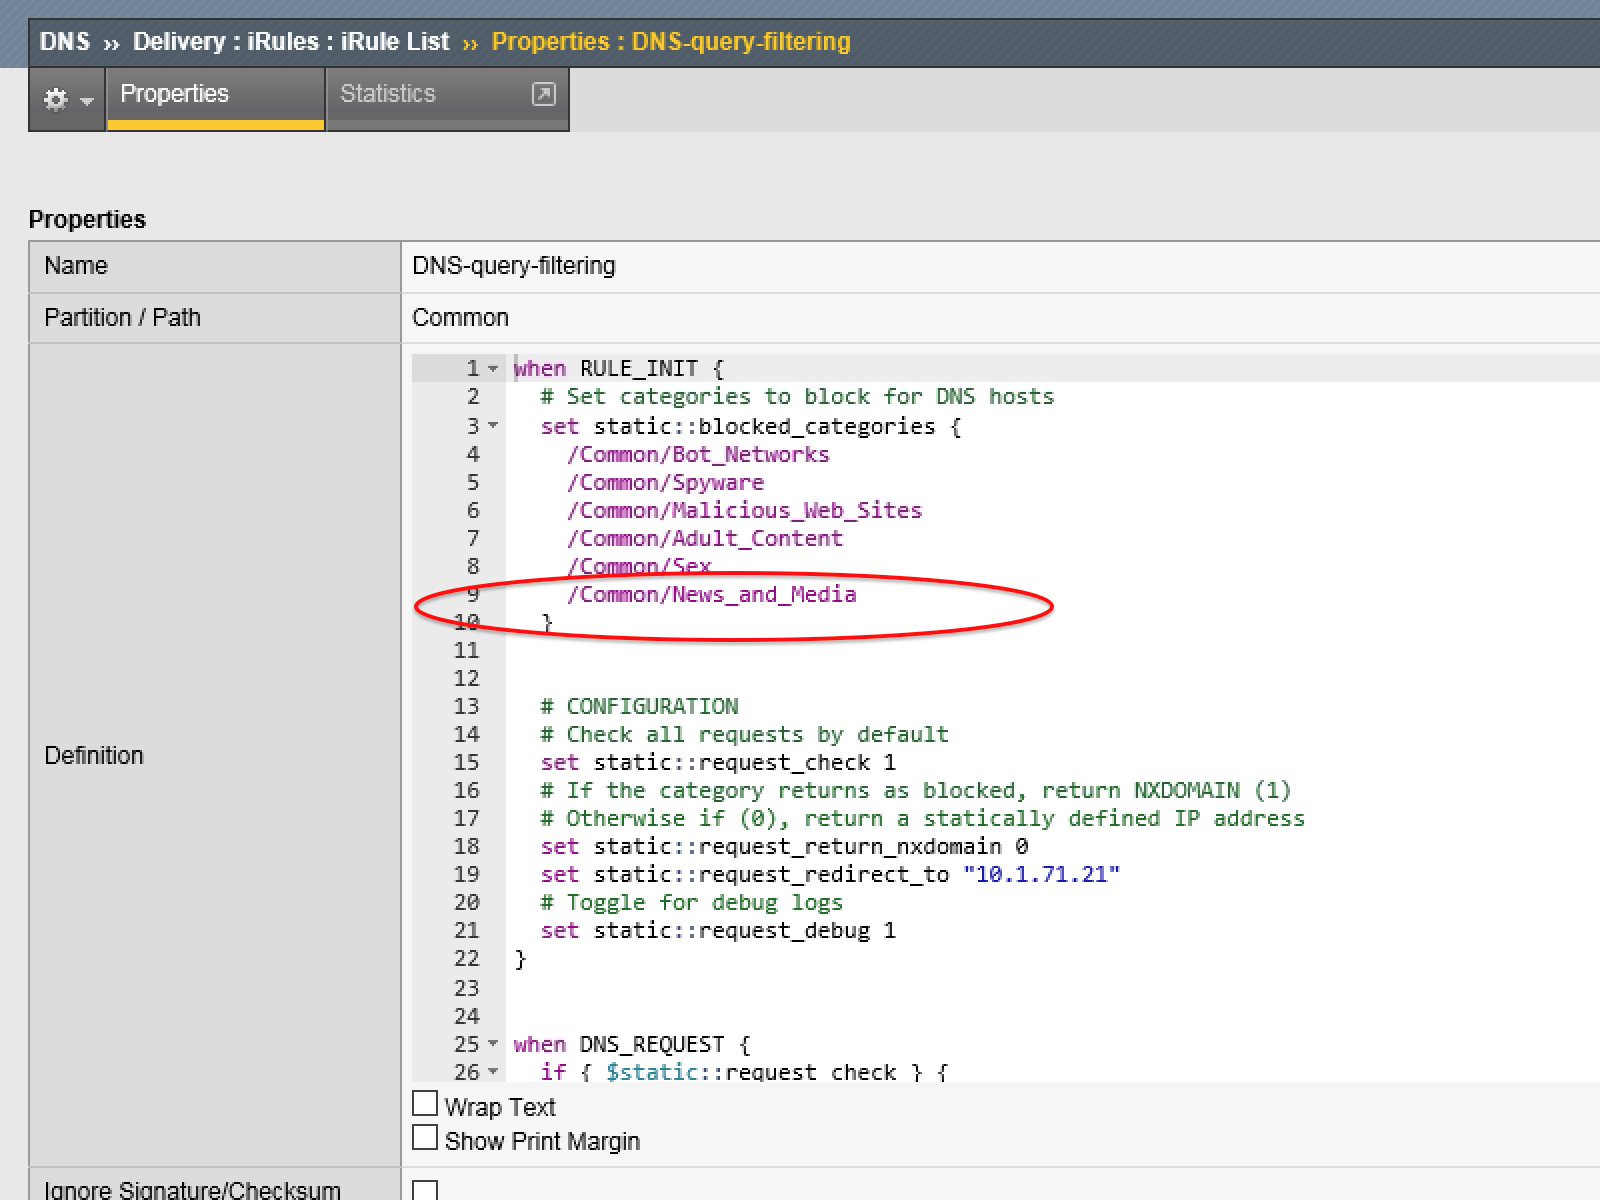 DNS ›› Delivery : iRules : iRule List ›› Properties : DNS-query-filtering
Properties
Statistics
Properties
Name
DNS-query-filtering
Partition / Path
Common
Definition
1 when RULE_INIT {
2 # Set categories to block for DNS hosts
3 set static::blocked_categories {
4 /Common/Bot_Networks
5 /Common/Spyware
6 /Common/Malicious_Web_Sites
7 /Common/Adult_Content
8 /Common/Sex
9 /Common/News_and_Media
10 }
11
12
13 # CONFIGURATION
14 # Check all requests by default
15 set static::request_check 1
16 # If the category returns as blocked, return NXDOMAIN (1)
17 # Otherwise if (0), return a statically defined IP address
18 set static::request_return_nxdomain 0
19 set static::request_redirect_to "10.1.71.21"
20 # Toggle for debug logs
21 set static::request_debug 1
22 }
23
24
25 when DNS_REQUEST {
26 if { $static::request_check } {
Wrap Text
Show Print Margin
Ignore Signature/Checksum